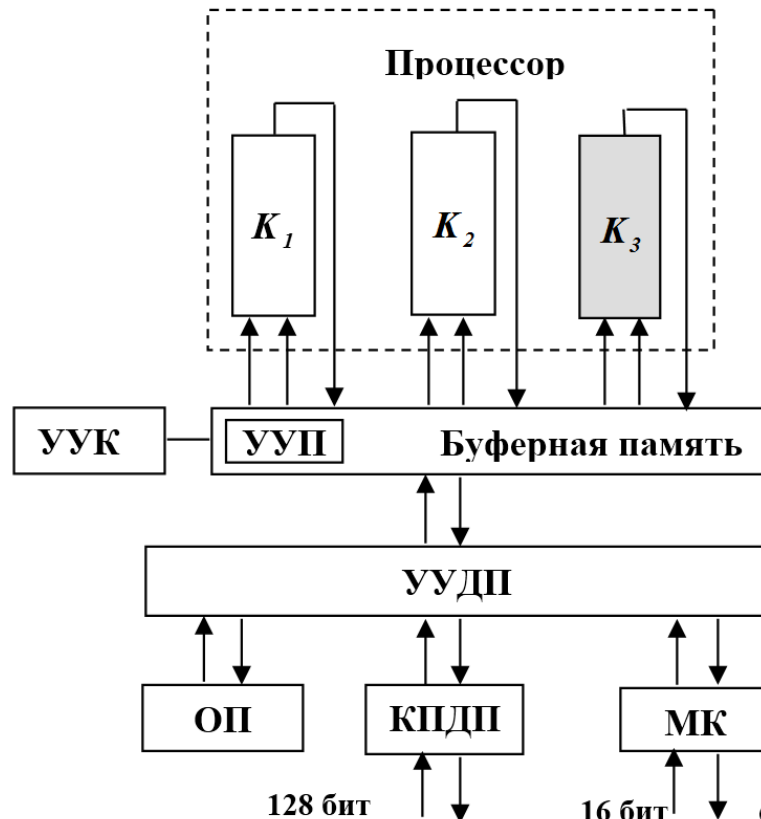 Процессор
K₁
K₂
K₃
УУК
УУП
Буферная память
УУДП
ОП
КПДП
МК
128 бит
16 бит